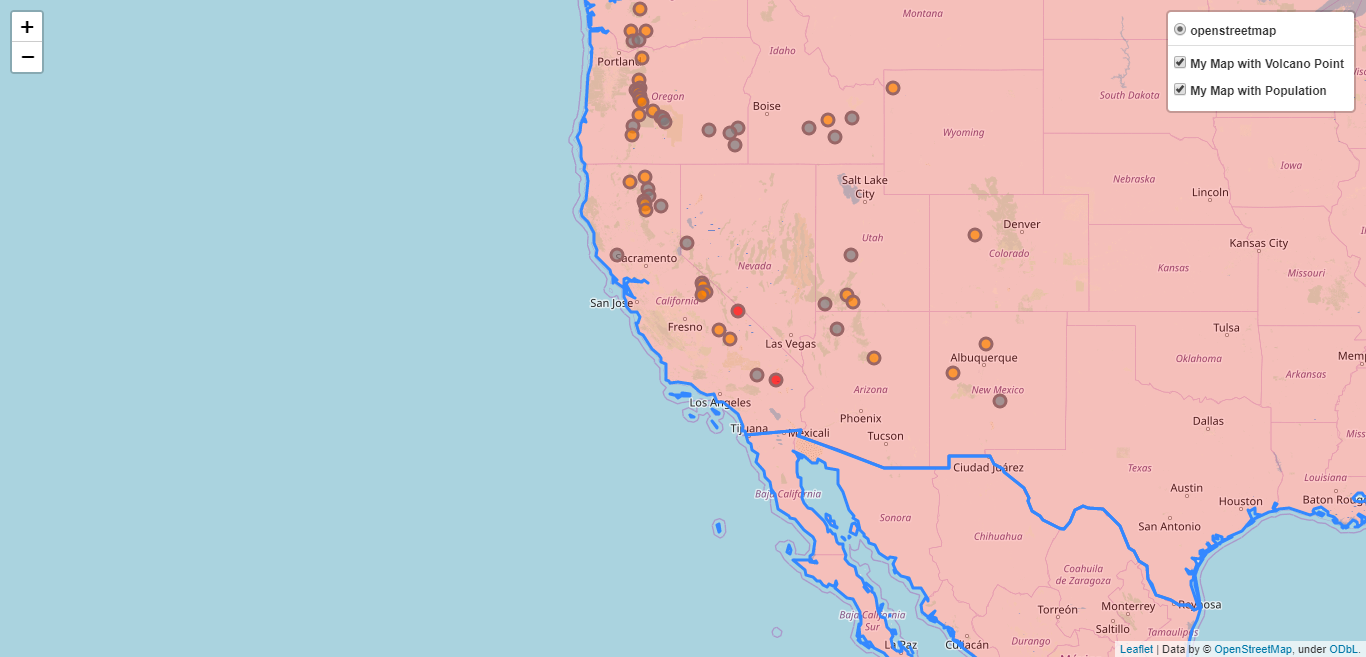 +
−
openstreetmap
My Map with Volcano Point
My Map with Population
Montana
Portland
Idaho
Oregon
Boise
South Dakota
Wyoming
Iowa
Salt Lake
City
Nebraska
Lincoln
Denver
Utah
Kansas City
Sacramento
Nevada
Colorado
Kansas
Missouri
San Jose
California
Fresno
Tulsa
Las Vegas
Albuquerque
Oklahoma
Memp
Arizona
New Mexico
Arkansas
Los Angeles
Phoenix
Dallas
Tijuana
Mexicali
Tucson
Miss
Ciudad Juárez
Texas
Louisiana
Baja California
Austin
Houston
Baton Roug
Sonora
San Antonio
Chihuahua
Coahuila
de Zaragoza
Torreón
Monterrey
Reynosa
Baja California
Sur
Saltillo
Tamaulipas
La Paz
Culiacán
Durango
Leaflet | Data by © OpenStreetMap, under ODbL.